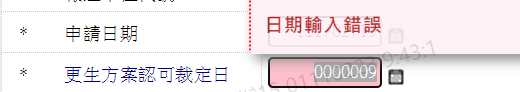 日期輸入錯誤
* 申請日期
* 更生方案認可裁定日 0000009